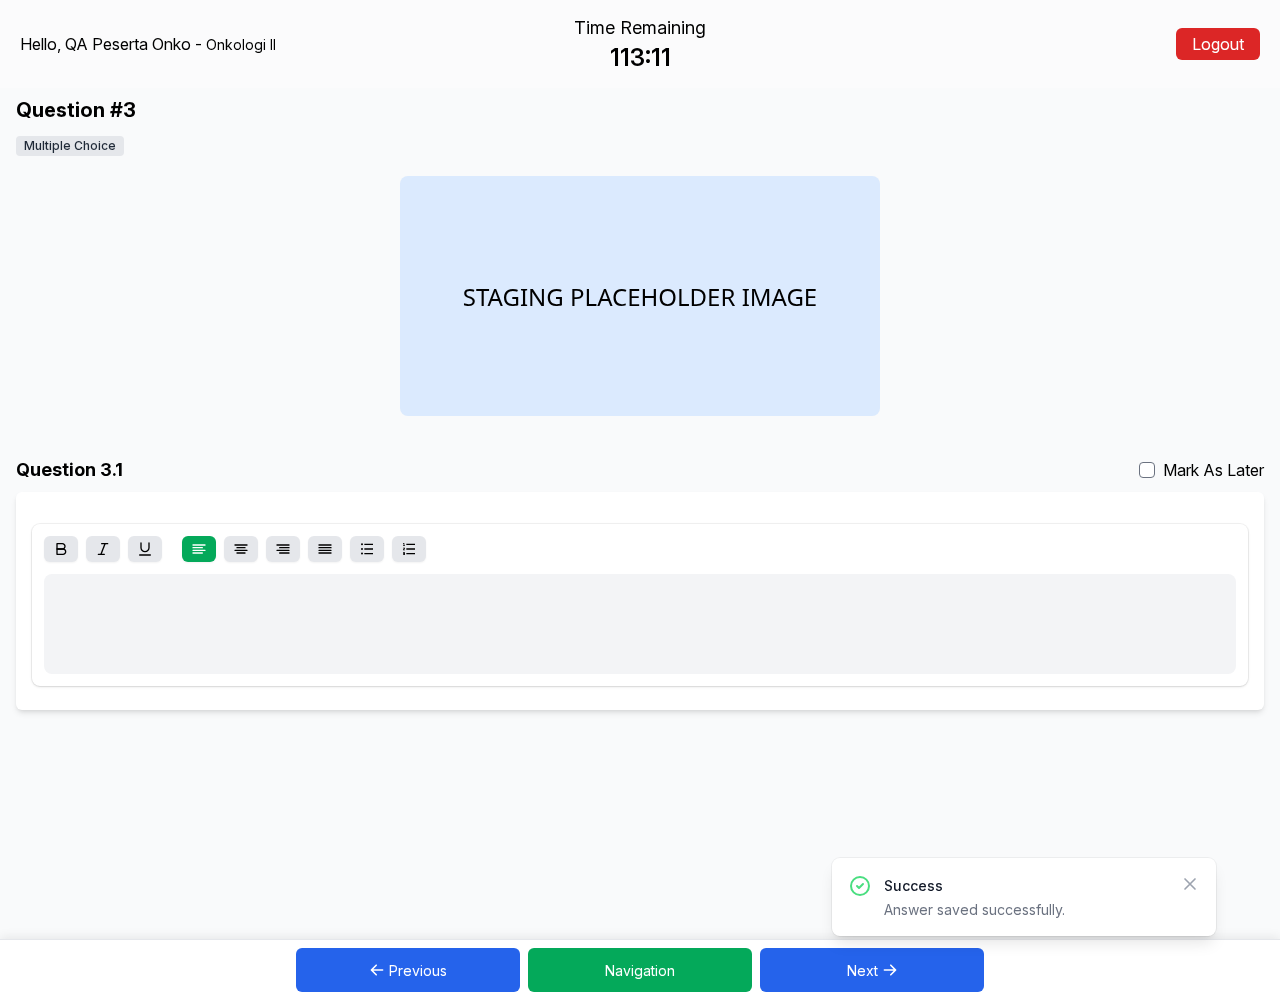 Hello, QA Peserta Onko - Onkologi II
Time Remaining
113:11
Logout
Question #3
Multiple Choice
STAGING PLACEHOLDER IMAGE
Question 3.1
Mark As Later
Success
Answer saved successfully.
← Previous
Navigation
Next →